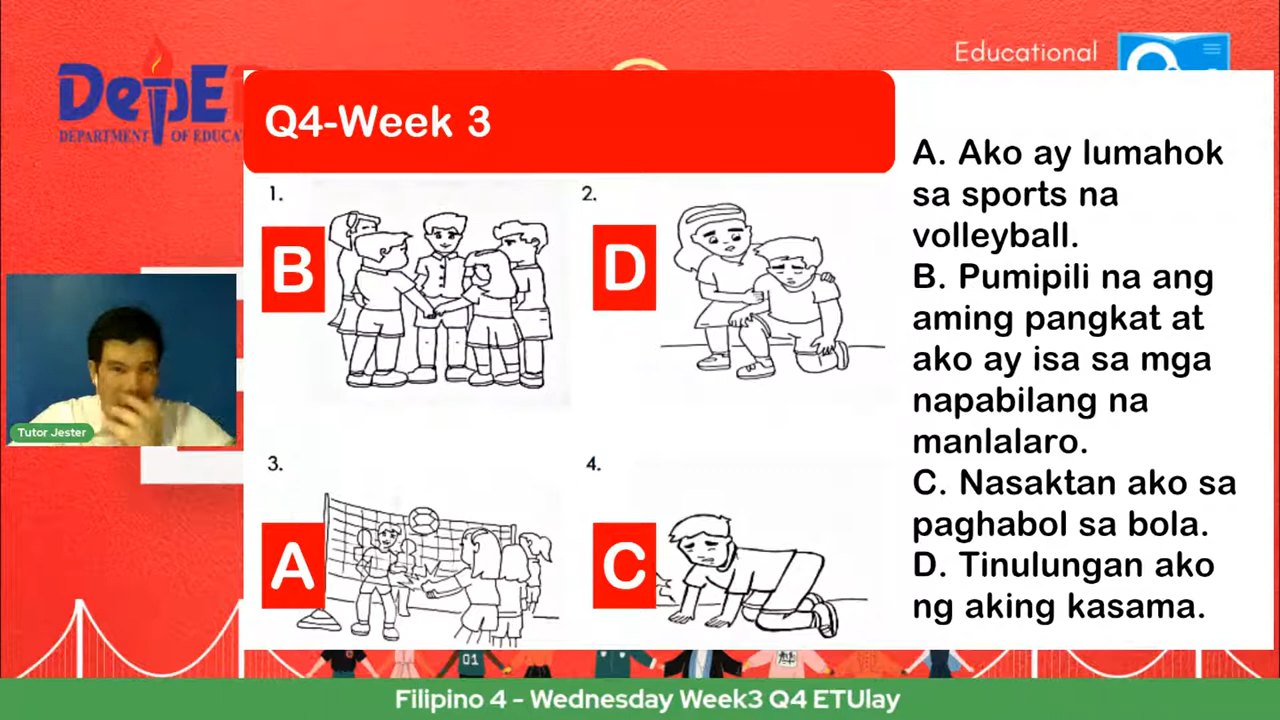 Educational
DepE
DEPARTMENT OF EDUCA
Q4-Week 3
1.
B
2.
D
3.
A
4.
C
A. Ako ay lumahok
sa sports na
volleyball.
B. Pumipili na ang
aming pangkat at
ako ay isa sa mga
napabilang na
manlalaro.
C. Nasaktan ako sa
paghabol sa bola.
D. Tinulungan ako
ng aking kasama.
Tutor Jester
01
Filipino 4 - Wednesday Week3 Q4 ETUlay